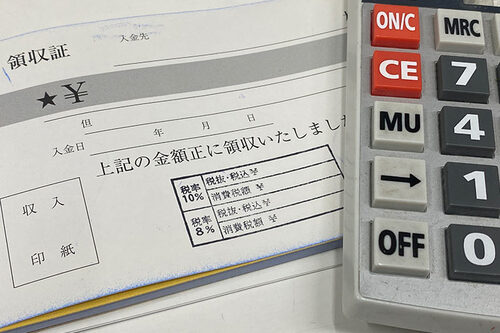 領収証
入金先
★ ¥
但
入金日 年 月 日
上記の金額正に領収いたしまし
税率
10%
税抜・税込 ¥
消費税額 ¥
税率
8%
税抜・税込 ¥
消費税額 ¥
収入
印紙
ON/C MRC
CE 7
MU 4
→ 1
OFF 0